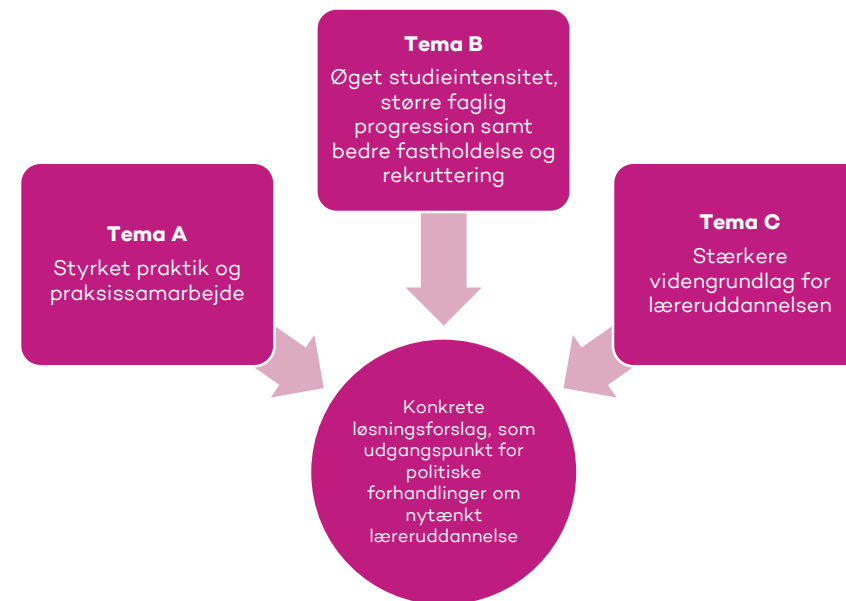 Tema A
Styrket praktik og
praksissamarbejde
Tema B
Øget studieintensitet,
større faglig
progression samt
bedre fastholdelse og
rekruttering
Tema C
Stærkere
videngrundlag for
læreruddannelsen
Konkrete
løsningsforslag, som
udgangspunkt for
politiske
forhandlinger om
nytænkt
læreruddannelse